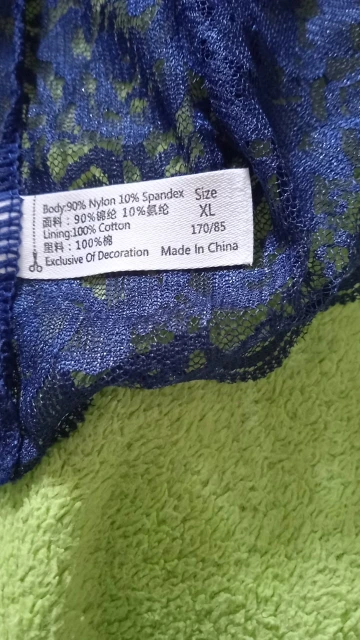 Body:90% Nylon 10% Spandex
面料：90%锦纶 10%氨纶
Lining:100% Cotton
里料：100%棉
Exclusive Of Decoration
Size
XL
170/85
Made In China